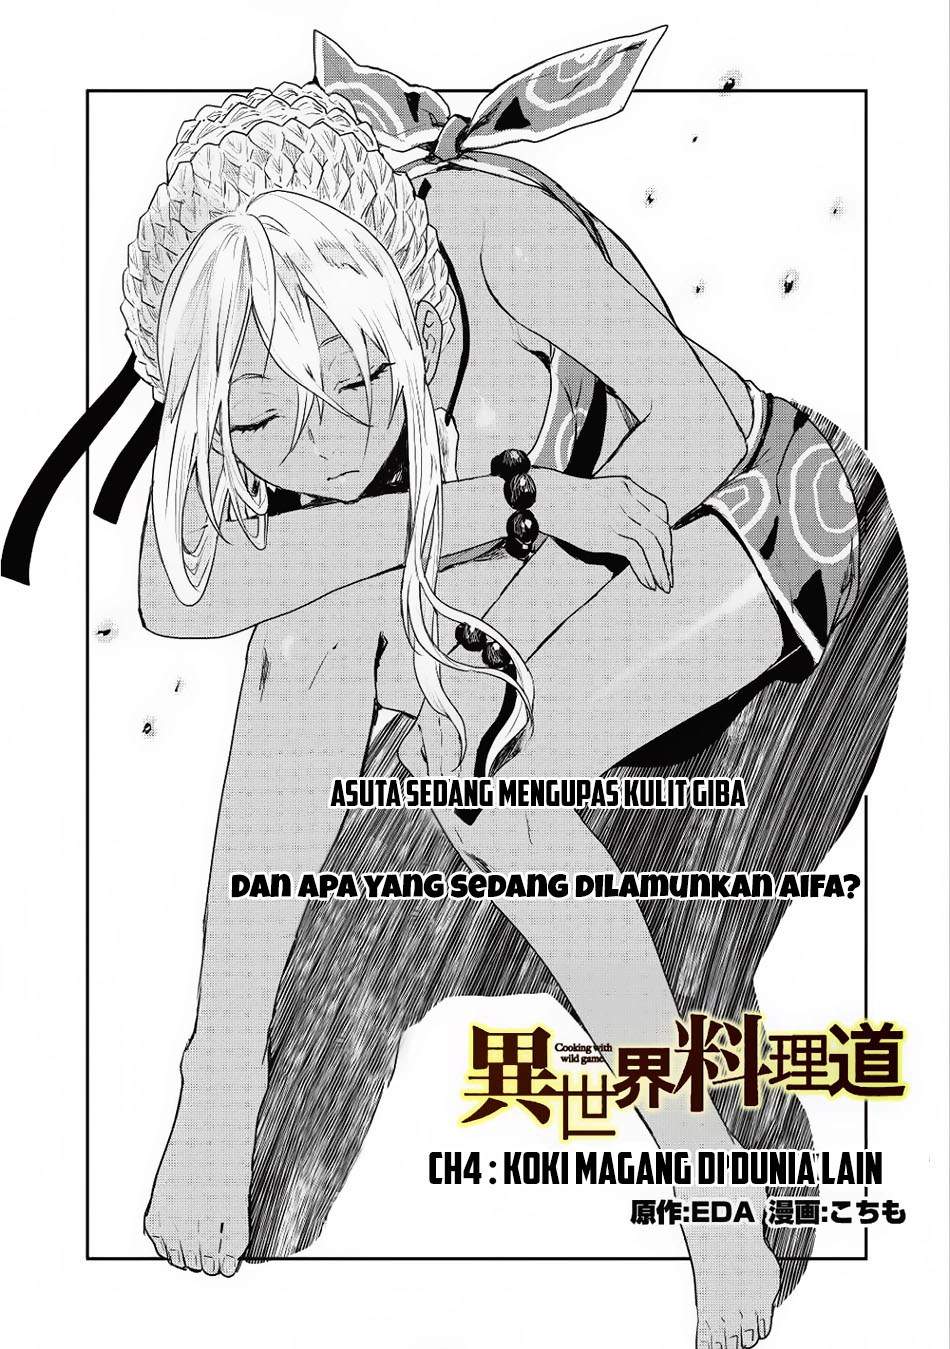 ASUTA SEDANG MENGUPAS KULIT GIBA
Dan apa yang sedang dilamunkan Aifa?
異世界料理道
Cooking with
wild game
CH4 : KOKI MAGANG DI DUNIA LAIN
原作:EDA 漫画:こちも